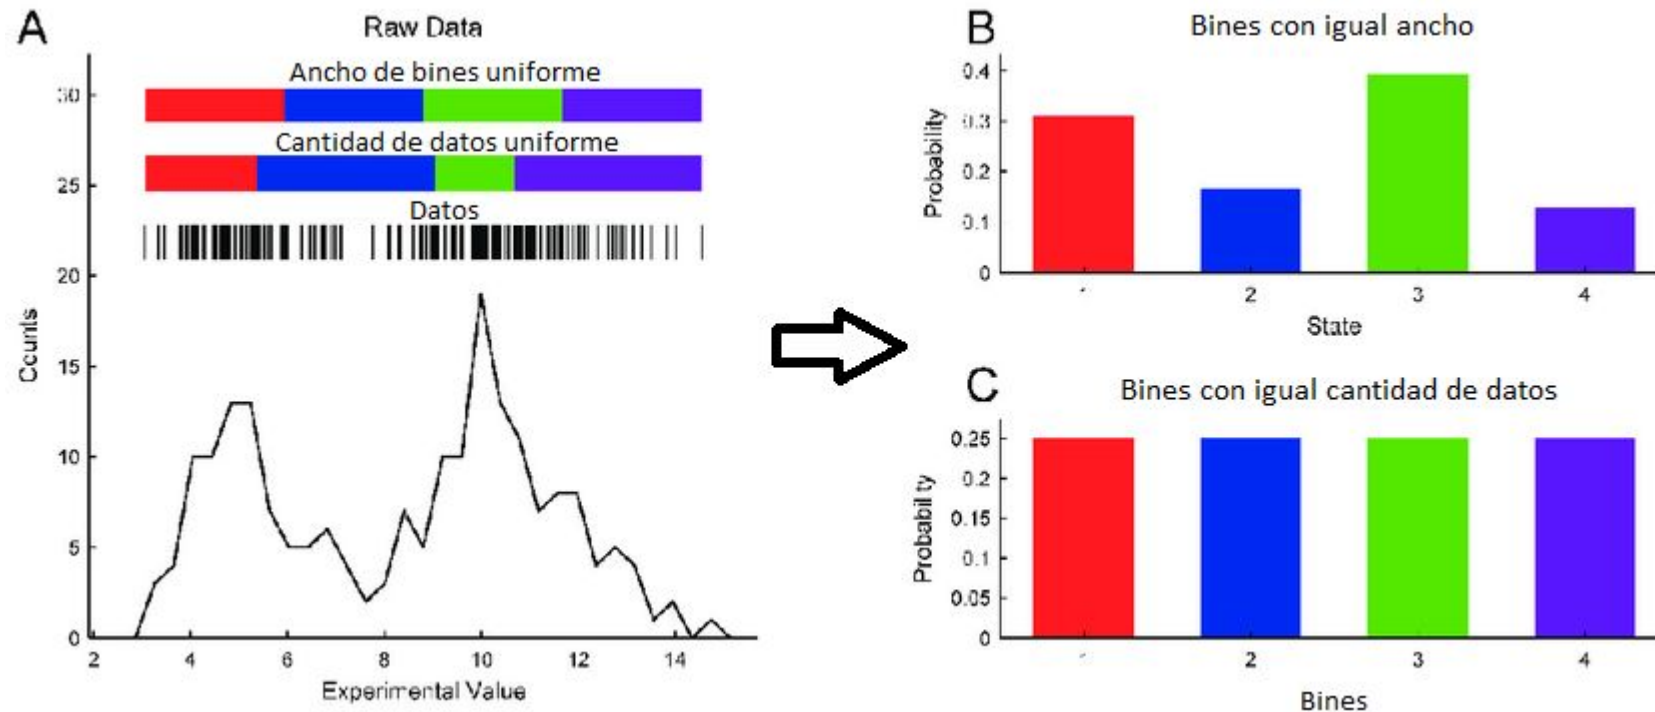 A
Raw Data
Ancho de bines uniforme
Cantidad de datos uniforme
Datos
30
25
20
15
10
5
0
Counts
2 4 6 8 10 12 14
Experimental Value
B
Bines con igual ancho
0.4
0.3
0.2
0.1
0
Probability
2 3 4
State
C
Bines con igual cantidad de datos
0.25
0.2
0.15
0.1
0.05
0
Probability
2 3 4
Bines